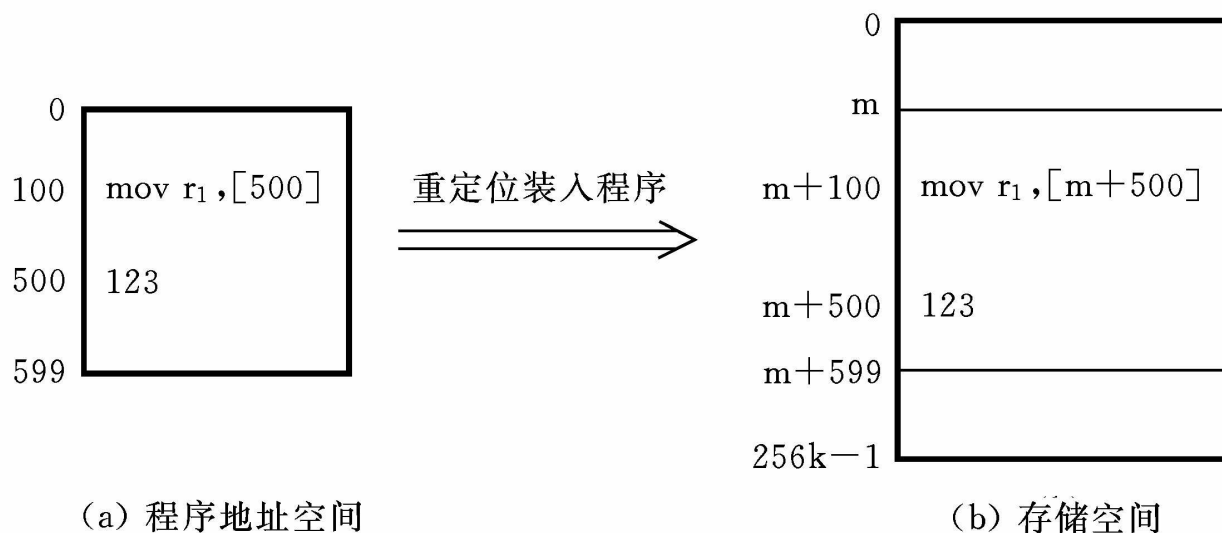 0
100 mov r₁,[500]
500 123
599
(a) 程序地址空间
重定位装入程序
0
m
m+100 mov r₁,[m+500]
m+500 123
m+599
256k-1
(b) 存储空间